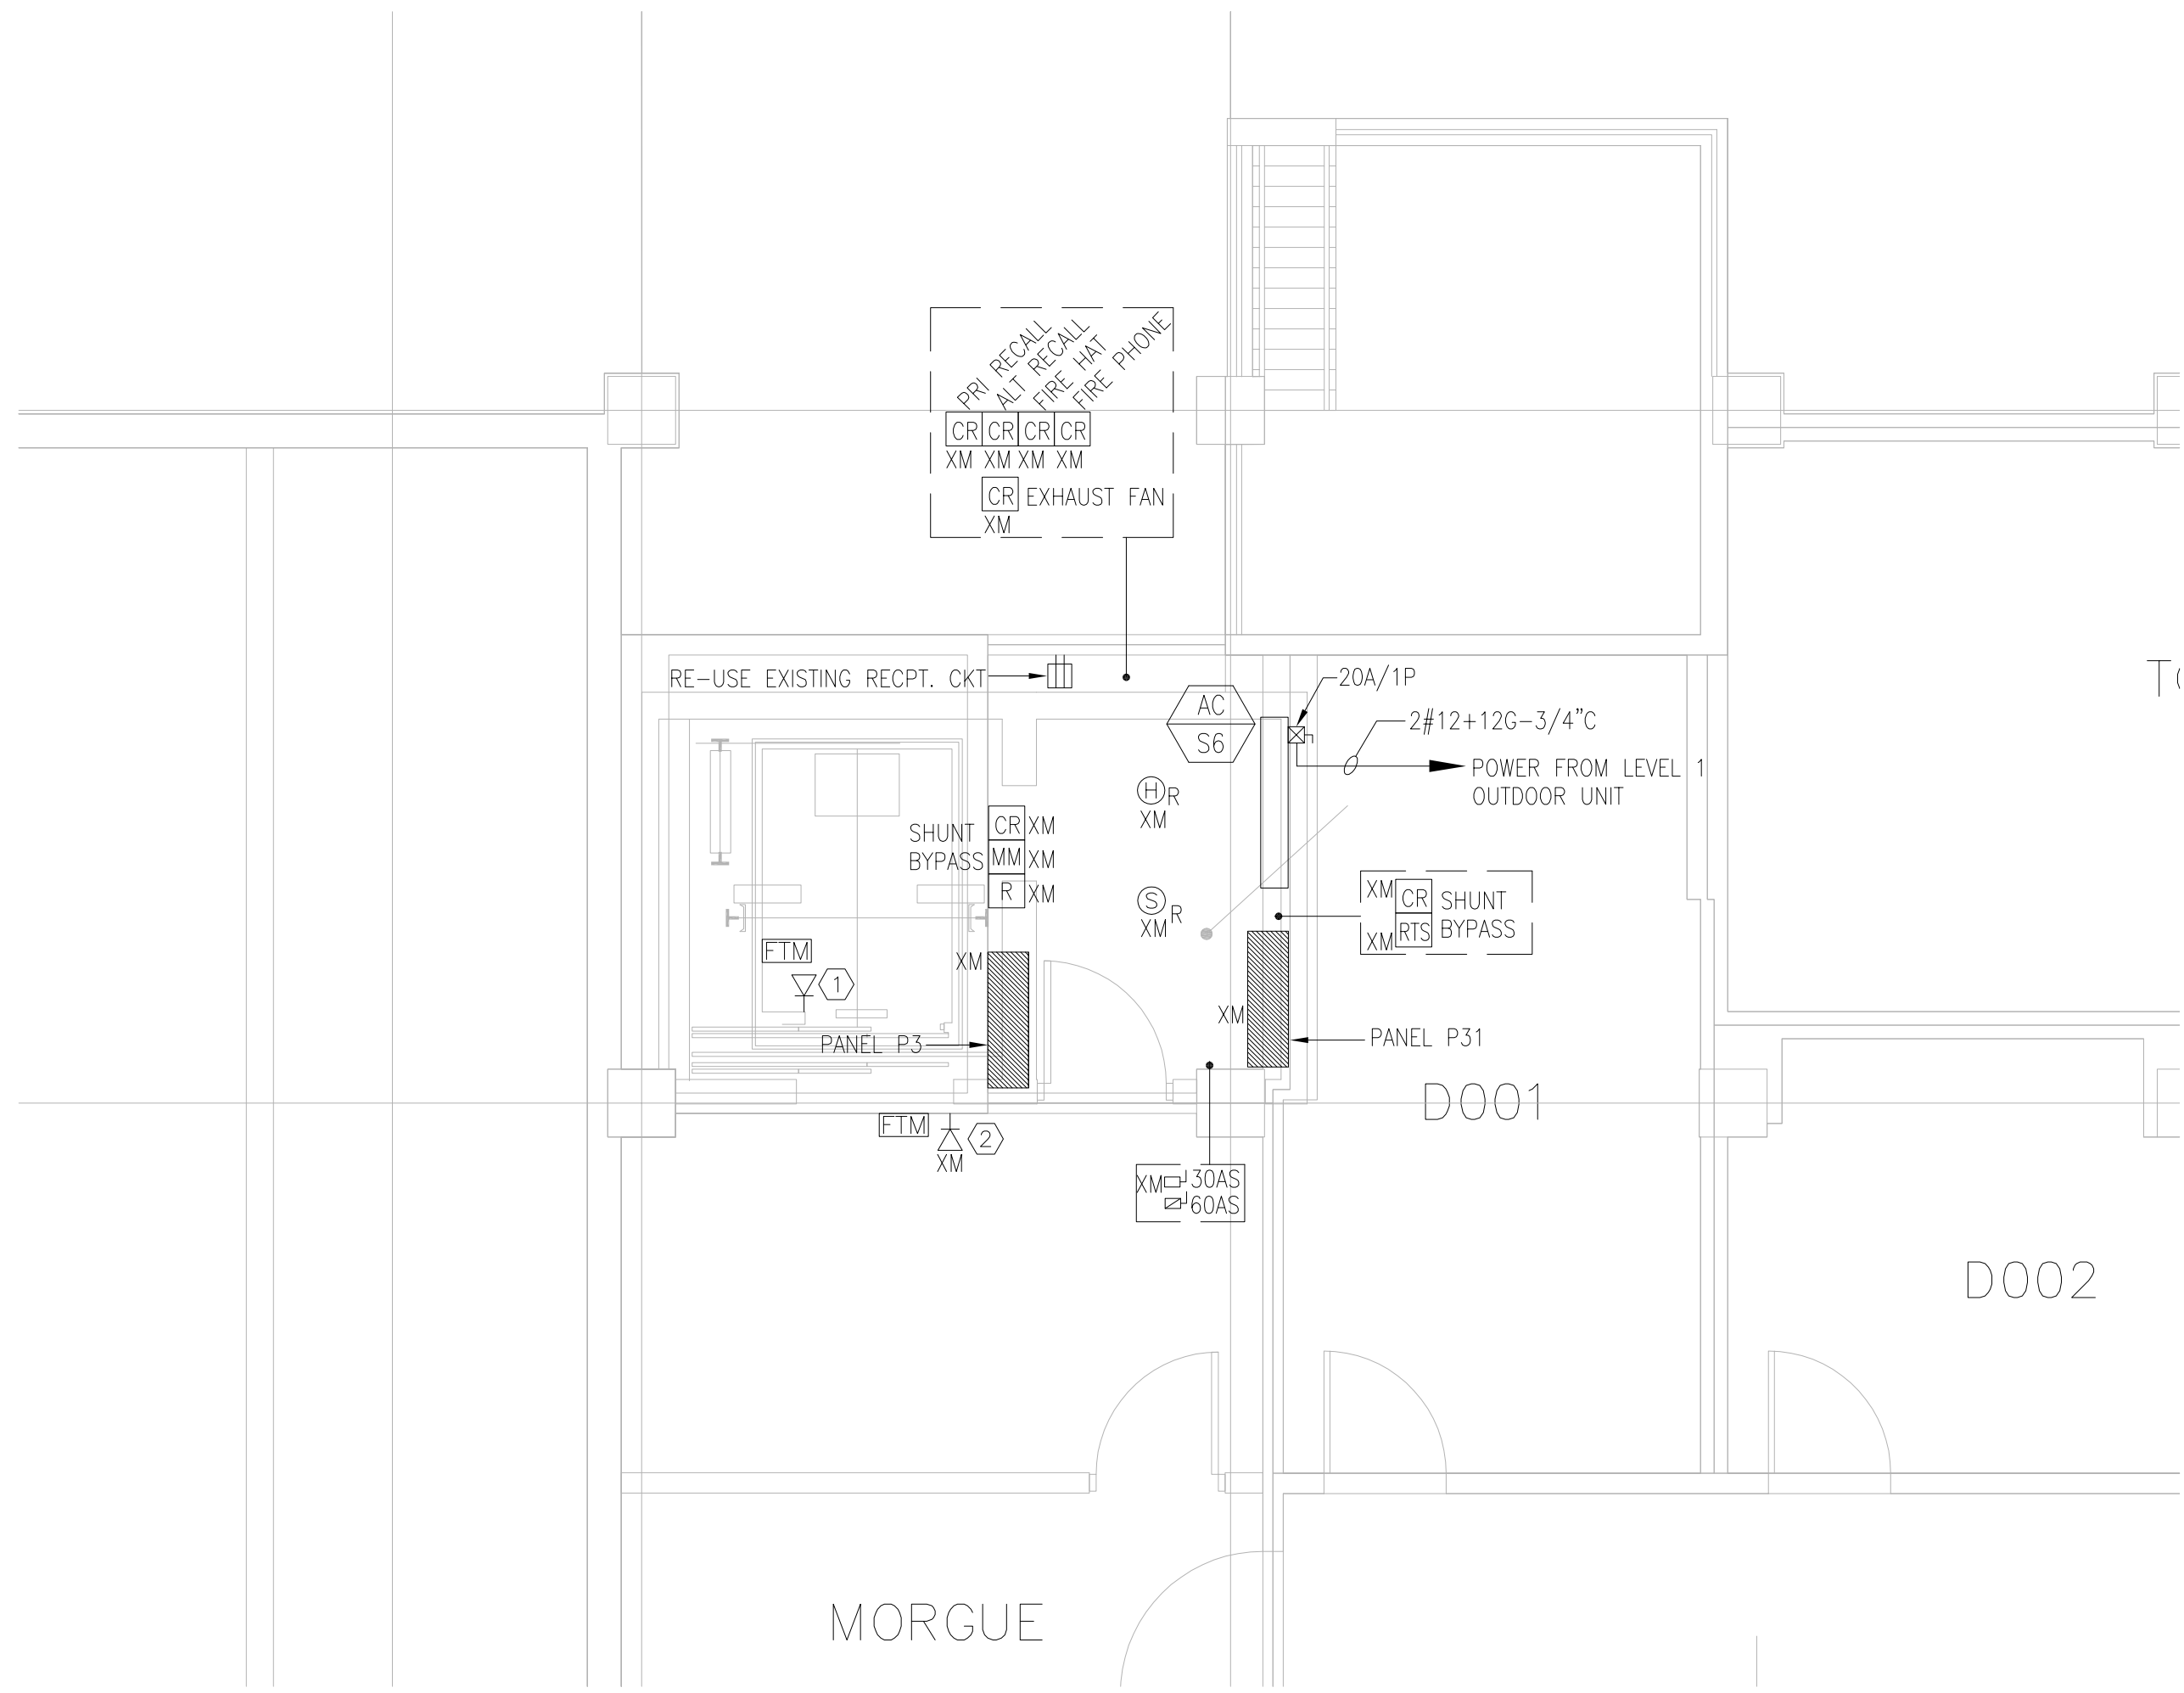 PRI RECALL
ALT RECALL
FIRE HAT
FIRE PHONE
CR CR CR CR
XM XM XM XM
CR EXHAUST FAN
XM
RE-USE EXISTING RECPT. CKT
20A/1P
AC
S6
2#12+12G-3/4"C
POWER FROM LEVEL 1
OUTDOOR UNIT
H R
XM
SHUNT
BYPASS
CR XM
MM XM
R XM
S R
XM
XM CR SHUNT
XM RTS BYPASS
FTM
1
XM
XM
PANEL P3
PANEL P31
D001
FTM
2
XM
XM 30AS
60AS
D002
MORGUE